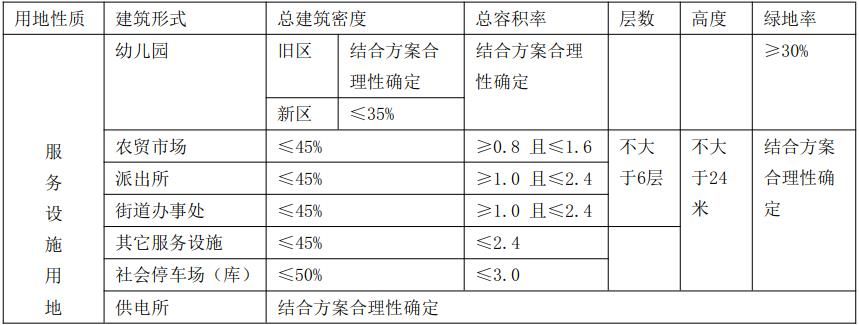 用地性质 建筑形式 总建筑密度 总容积率 层数 高度 绿地率
服务设施用地
幼儿园 旧区 结合方案合理性确定 结合方案合理性确定 ≥30%
新区 ≤35%
农贸市场 ≤45% ≥0.8 且≤1.6 不大于6层 不大于24米 结合方案合理性确定
派出所 ≤45% ≥1.0 且≤2.4
街道办事处 ≤45% ≥1.0 且≤2.4
其它服务设施 ≤45% ≤2.4
社会停车场（库） ≤50% ≤3.0
供电所 结合方案合理性确定